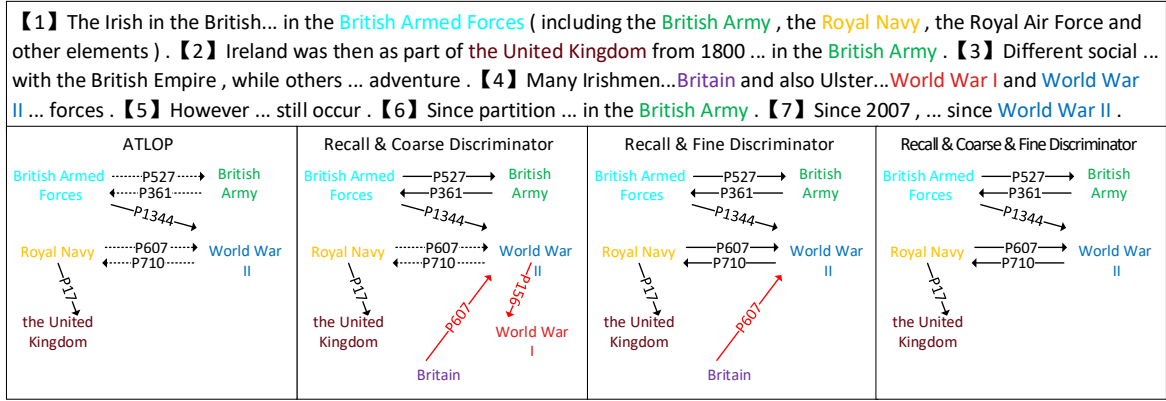 【1】The Irish in the British... in the British Armed Forces ( including the British Army , the Royal Navy , the Royal Air Force and
other elements ) .【2】Ireland was then as part of the United Kingdom from 1800 ... in the British Army .【3】Different social ...
with the British Empire , while others ... adventure .【4】Many Irishmen...Britain and also Ulster...World War I and World War
II ... forces .【5】However ... still occur .【6】Since partition ... in the British Army .【7】Since 2007 , ... since World War II .
ATLOP
British Armed
Forces
P527
P361
British
Army
P1344
Royal Navy
P607
P710
World War
II
P17
the United
Kingdom
Recall & Coarse Discriminator
British Armed
Forces
P527
P361
British
Army
P1344
Royal Navy
P607
P710
World War
II
P17
P607
P156
the United
Kingdom
World War
I
Britain
Recall & Fine Discriminator
British Armed
Forces
P527
P361
British
Army
P1344
Royal Navy
P607
P710
World War
II
P17
P607
the United
Kingdom
Britain
Recall & Coarse & Fine Discriminator
British Armed
Forces
P527
P361
British
Army
P1344
Royal Navy
P607
P710
World War
II
P17
the United
Kingdom